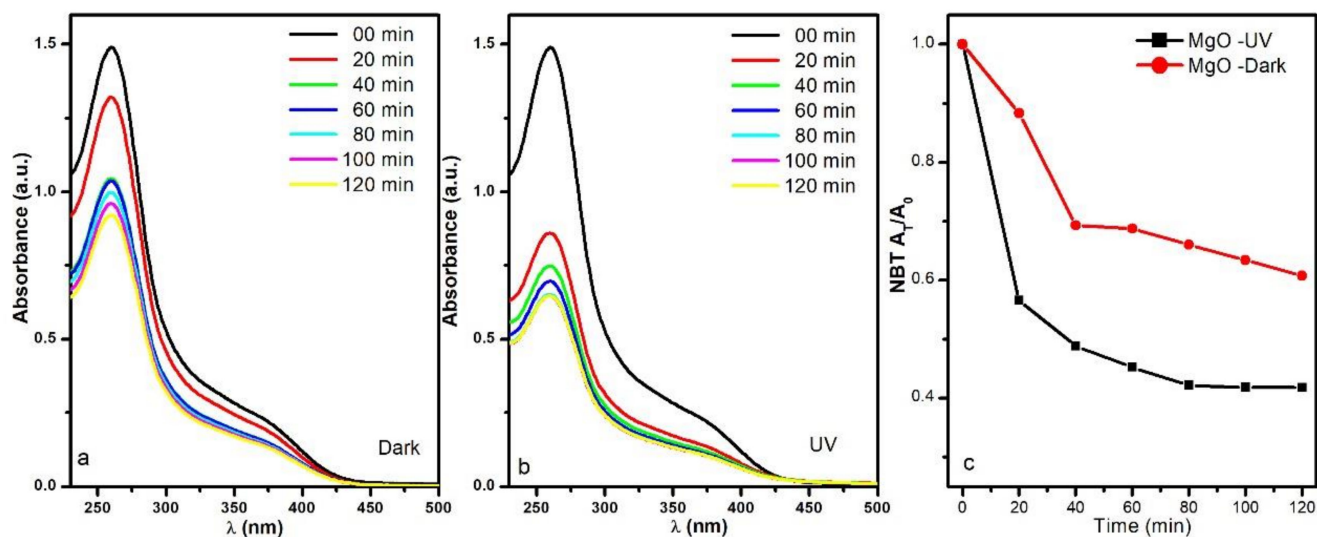 1.5
1.0
0.5
0.0
Absorbance (a.u.)
00 min
20 min
40 min
60 min
80 min
100 min
120 min
a
Dark
250 300 350 400 450 500
λ (nm)
1.5
1.0
0.5
0.0
Absorbance (a.u.)
00 min
20 min
40 min
60 min
80 min
100 min
120 min
b
UV
250 300 350 400 450 500
λ (nm)
1.0
0.8
0.6
0.4
NBT A_T/A_0
MgO -UV
MgO -Dark
c
0 20 40 60 80 100 120
Time (min)